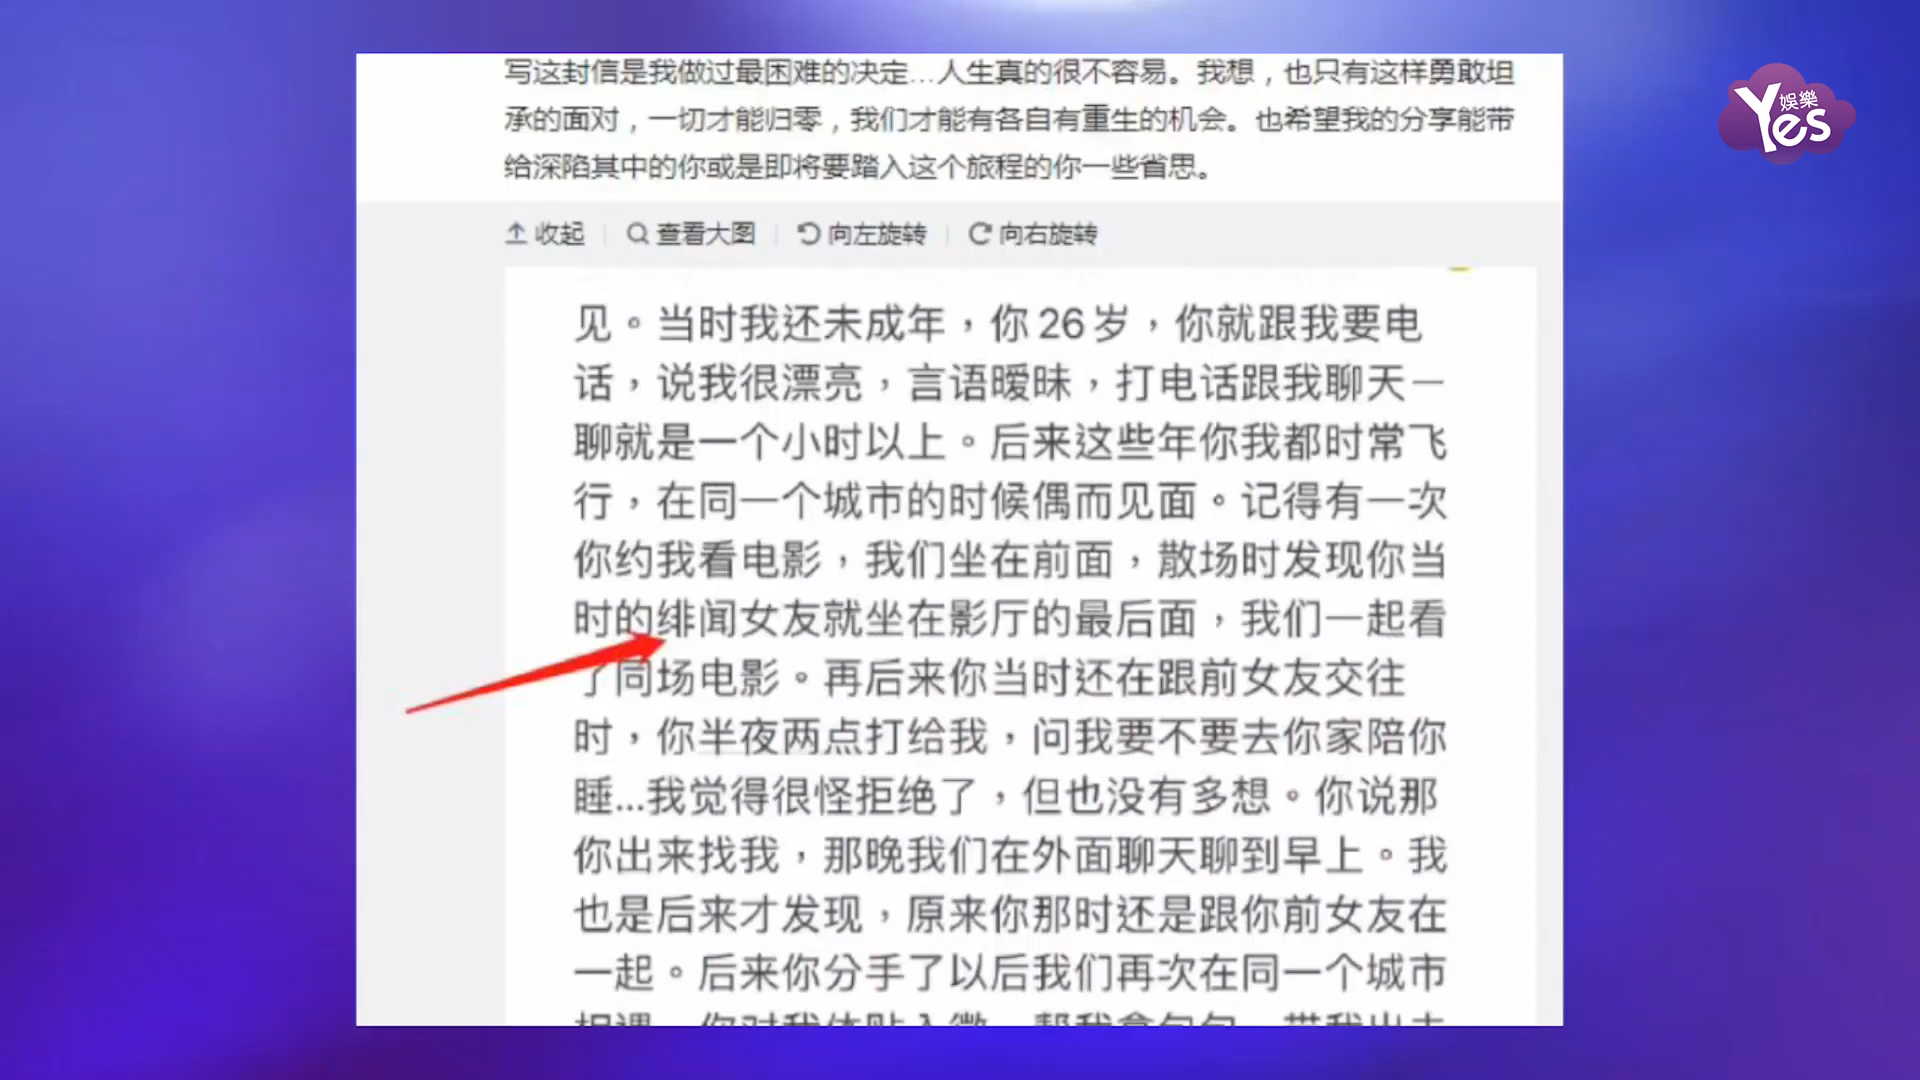 写这封信是我做过最困难的决定...人生真的很不容易。我想，也只有这样勇敢坦
承的面对，一切才能归零，我们才能有各自有重生的机会。也希望我的分享能带
给深陷其中的你或是即将要踏入这个旅程的你一些省思。
娛樂
Yes
收起 查看大图 向左旋转 向右旋转
见。当时我还未成年，你 26 岁，你就跟我要电
话，说我很漂亮，言语暧昧，打电话跟我聊天一
聊就是一个小时以上。后来这些年你我都时常飞
行，在同一个城市的时候偶而见面。记得有一次
你约我看电影，我们坐在前面，散场时发现你当
时的绯闻女友就坐在影厅的最后面，我们一起看
了同场电影。再后来你当时还在跟前女友交往
时，你半夜两点打给我，问我要不要去你家陪你
睡...我觉得很怪拒绝了，但也没有多想。你说那
你出来找我，那晚我们在外面聊天聊到早上。我
也是后来才发现，原来你那时还是跟你前女友在
一起。后来你分手了以后我们再次在同一个城市